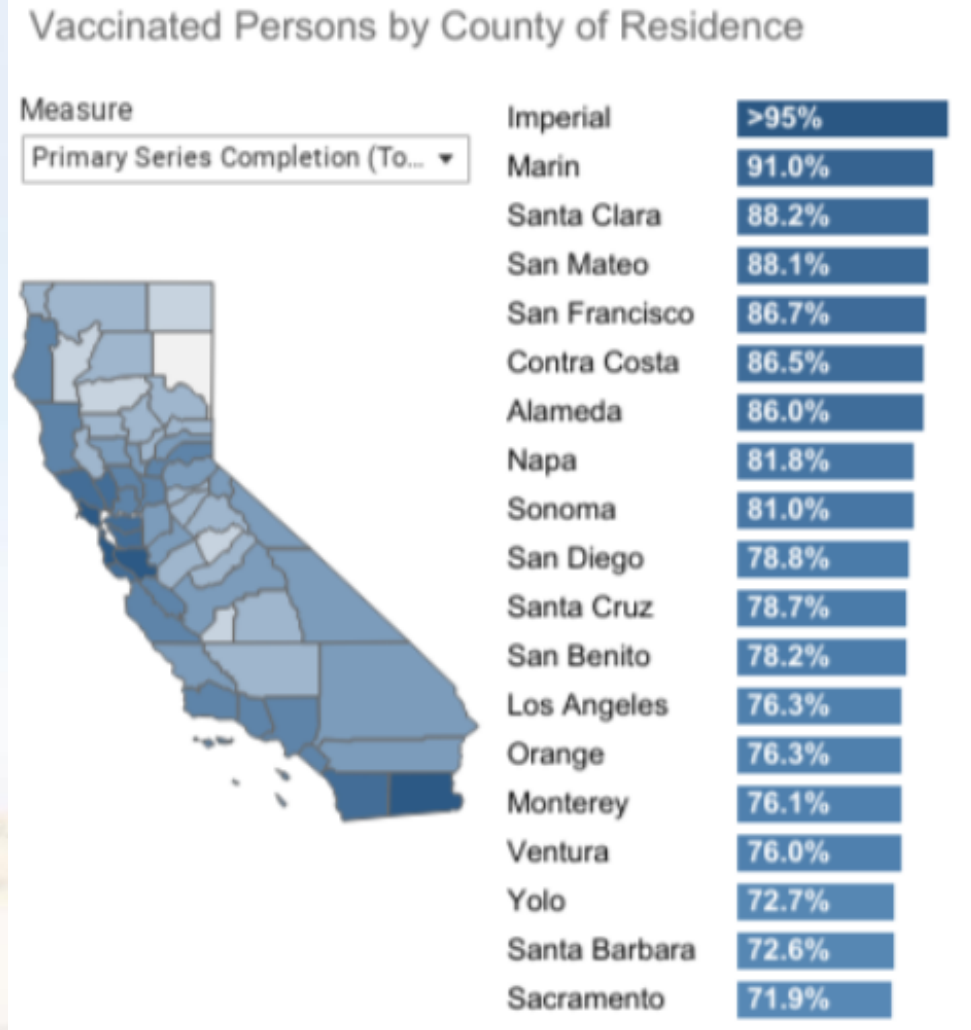 Vaccinated Persons by County of Residence
Measure
Primary Series Completion (To...
Imperial >95%
Marin 91.0%
Santa Clara 88.2%
San Mateo 88.1%
San Francisco 86.7%
Contra Costa 86.5%
Alameda 86.0%
Napa 81.8%
Sonoma 81.0%
San Diego 78.8%
Santa Cruz 78.7%
San Benito 78.2%
Los Angeles 76.3%
Orange 76.3%
Monterey 76.1%
Ventura 76.0%
Yolo 72.7%
Santa Barbara 72.6%
Sacramento 71.9%